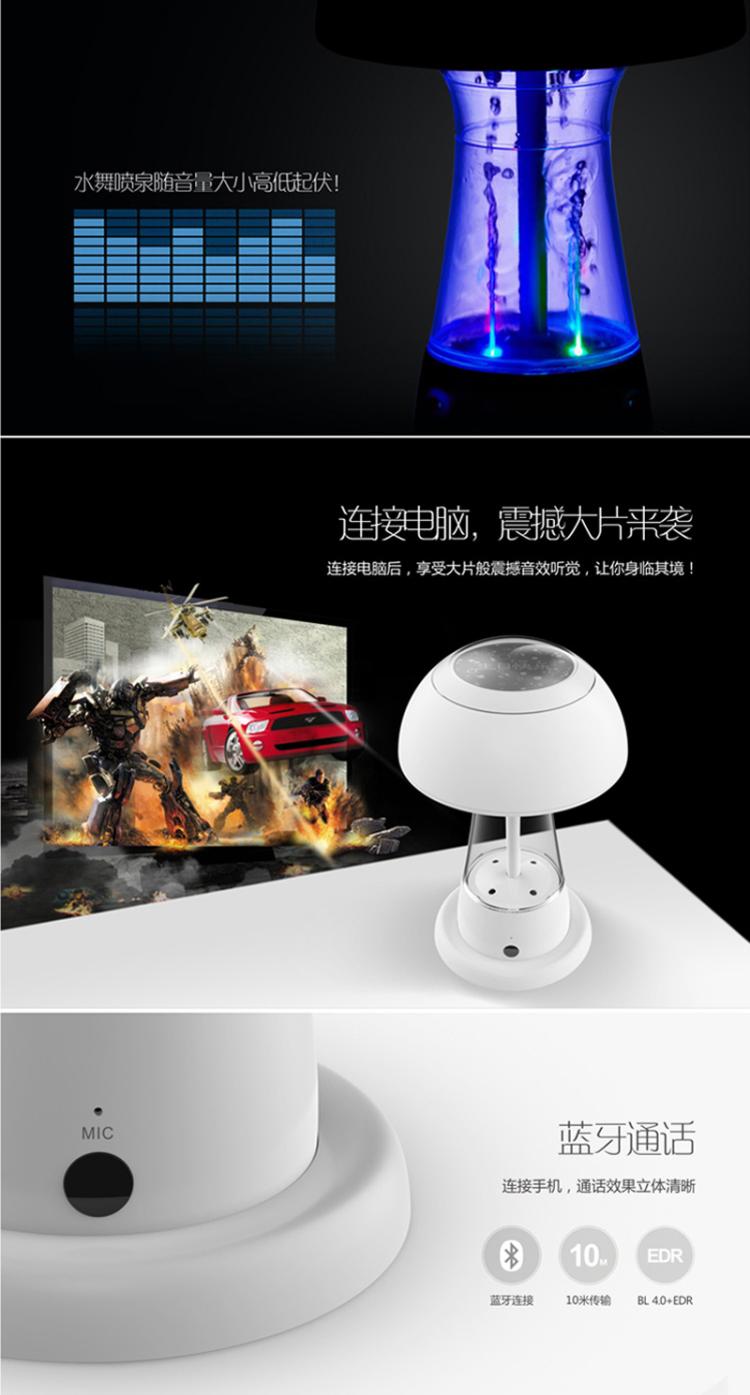 水舞喷泉随音量大小高低起伏!
连接电脑，震撼大片来袭
连接电脑后，享受大片般震撼音效听觉，让你身临其境！
MIC
蓝牙通话
连接手机，通话效果立体清晰
10M
EDR
蓝牙连接
10米传输
BL 4.0+EDR